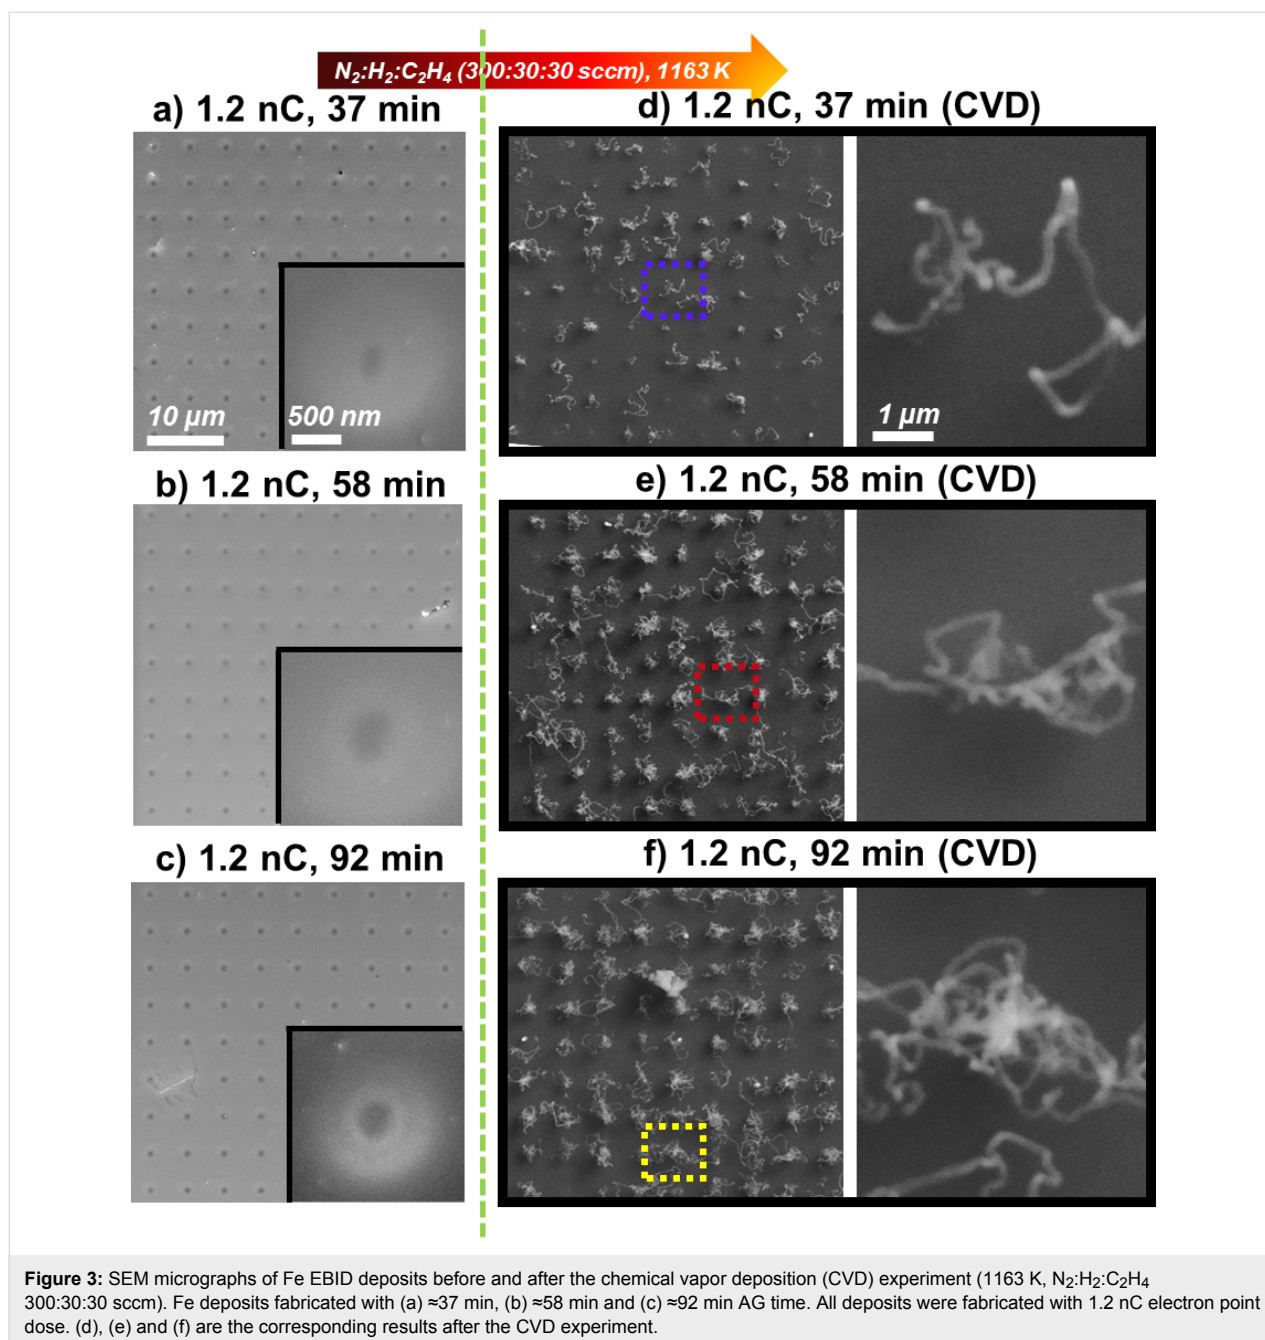 N2:H2:C2H4 (300:30:30 sccm), 1163 K
a) 1.2 nC, 37 min
d) 1.2 nC, 37 min (CVD)
10 µm
500 nm
1 µm
b) 1.2 nC, 58 min
e) 1.2 nC, 58 min (CVD)
c) 1.2 nC, 92 min
f) 1.2 nC, 92 min (CVD)
Figure 3: SEM micrographs of Fe EBID deposits before and after the chemical vapor deposition (CVD) experiment (1163 K, N2:H2:C2H4
300:30:30 sccm). Fe deposits fabricated with (a) ≈37 min, (b) ≈58 min and (c) ≈92 min AG time. All deposits were fabricated with 1.2 nC electron point
dose. (d), (e) and (f) are the corresponding results after the CVD experiment.